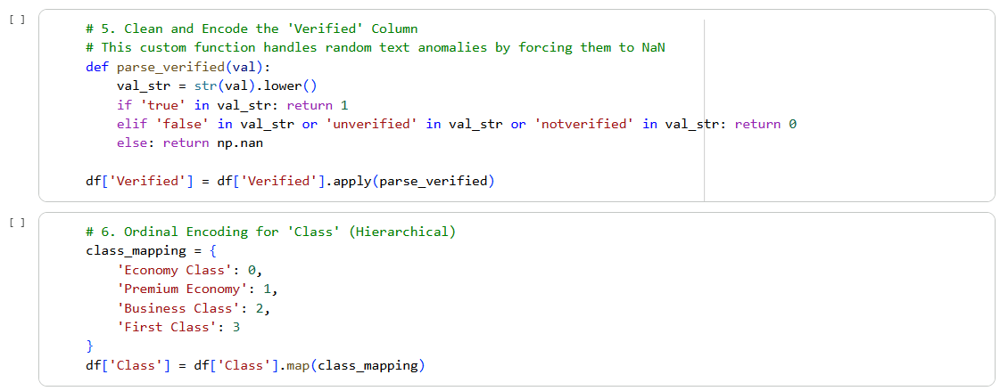 [ ]
# 5. Clean and Encode the 'Verified' Column
# This custom function handles random text anomalies by forcing them to NaN
def parse_verified(val):
    val_str = str(val).lower()
    if 'true' in val_str: return 1
    elif 'false' in val_str or 'unverified' in val_str or 'notverified' in val_str: return 0
    else: return np.nan

df['Verified'] = df['Verified'].apply(parse_verified)
[ ]
# 6. Ordinal Encoding for 'Class' (Hierarchical)
class_mapping = {
    'Economy Class': 0,
    'Premium Economy': 1,
    'Business Class': 2,
    'First Class': 3
}
df['Class'] = df['Class'].map(class_mapping)